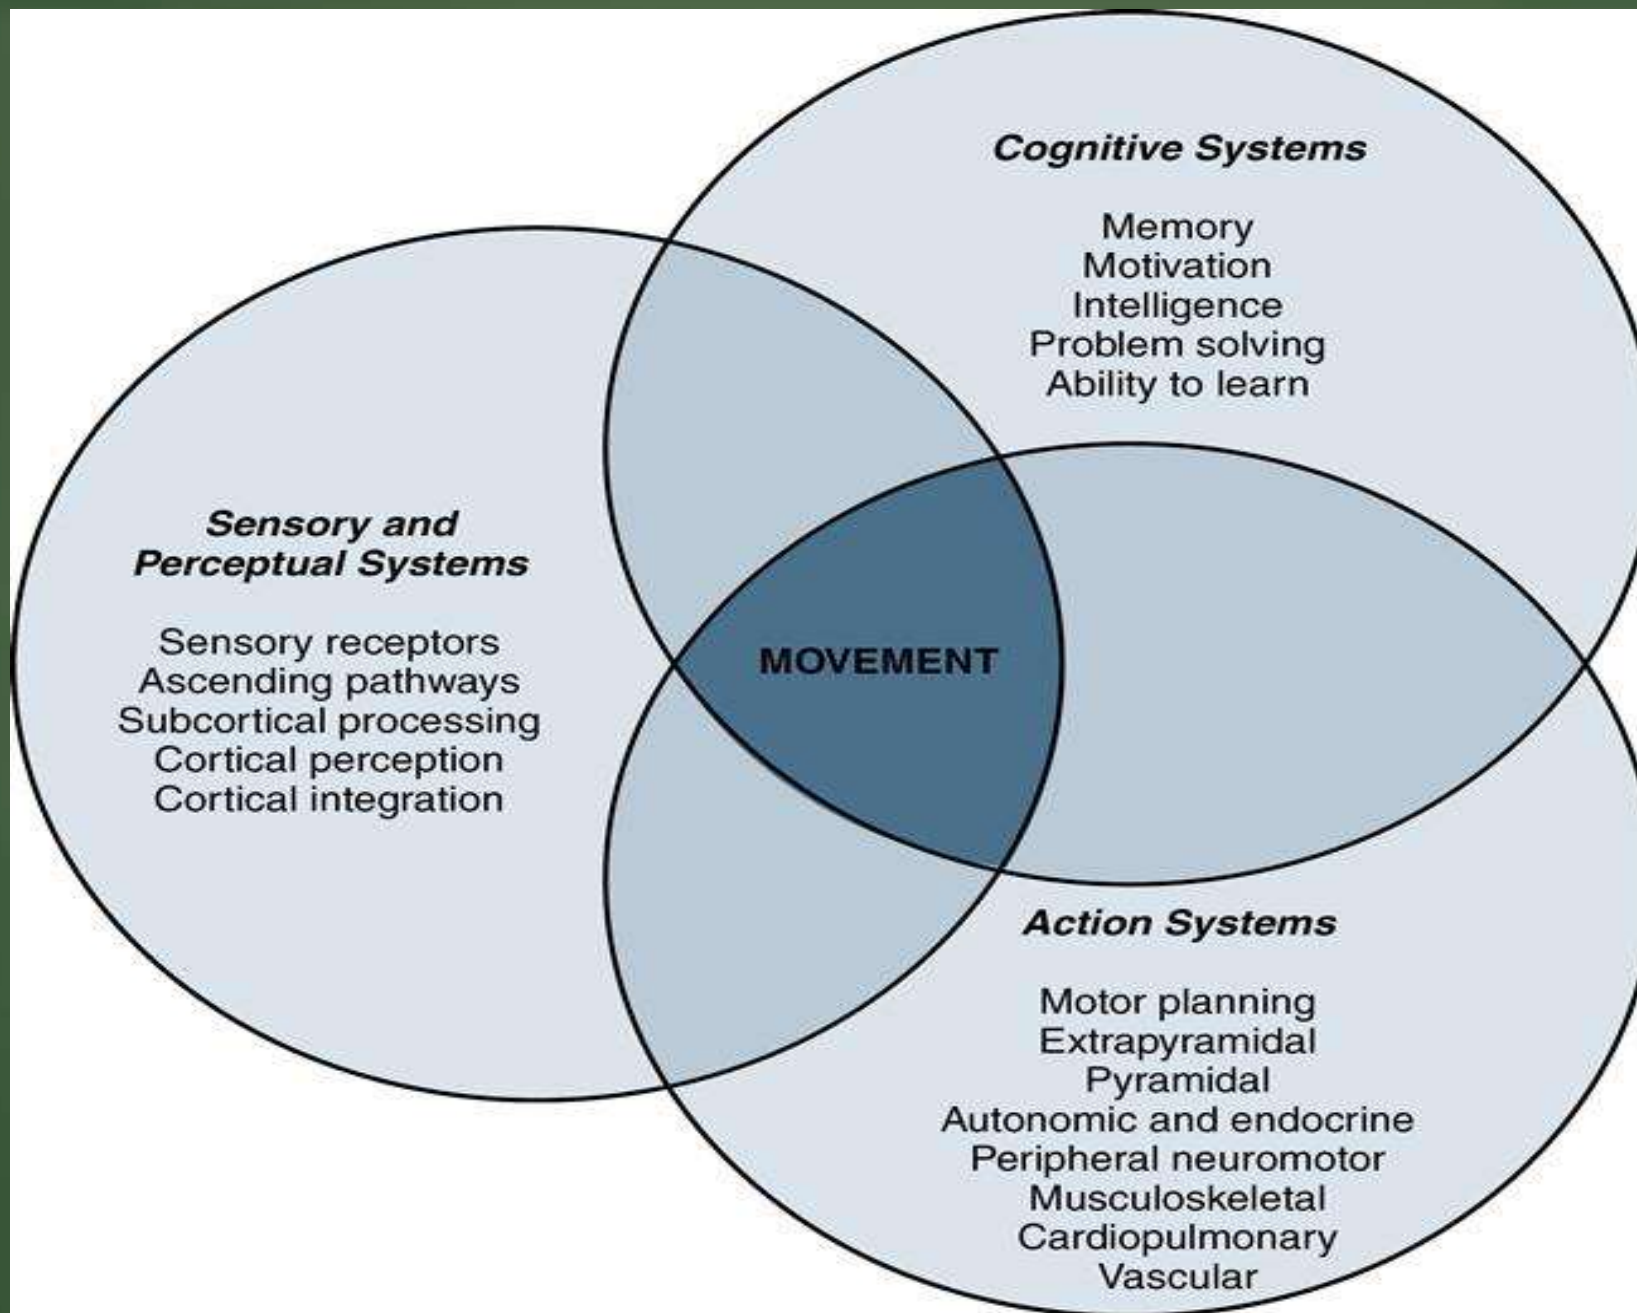 Cognitive Systems
Memory
Motivation
Intelligence
Problem solving
Ability to learn
Sensory and
Perceptual Systems
Sensory receptors
Ascending pathways
Subcortical processing
Cortical perception
Cortical integration
MOVEMENT
Action Systems
Motor planning
Extrapyramidal
Pyramidal
Autonomic and endocrine
Peripheral neuromotor
Musculoskeletal
Cardiopulmonary
Vascular